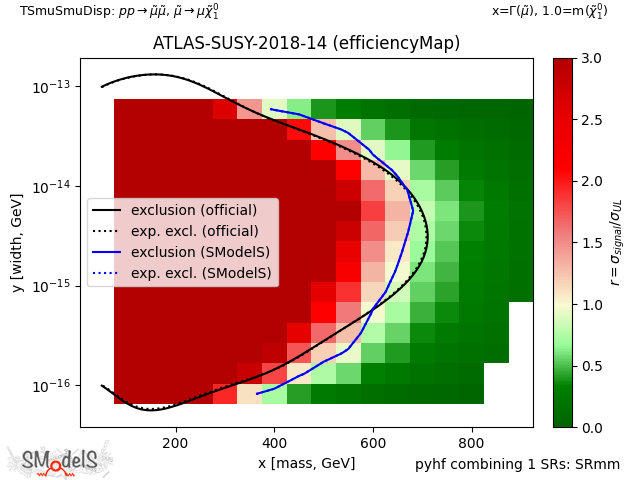 TSmuSmuDisp: pp → μ̃μ̃, μ̃ → μχ̃₁⁰
x=Γ(μ̃), 1.0=m(χ̃₁⁰)
ATLAS-SUSY-2018-14 (efficiencyMap)
10⁻¹³
10⁻¹⁴
10⁻¹⁵
10⁻¹⁶
y [width, GeV]
exclusion (official)
exp. excl. (official)
exclusion (SModelS)
exp. excl. (SModelS)
200 400 600 800
x [mass, GeV]
3.0
2.5
2.0
1.5
1.0
0.5
0.0
r = σsignal/σUL
SModelS
pyhf combining 1 SRs: SRmm